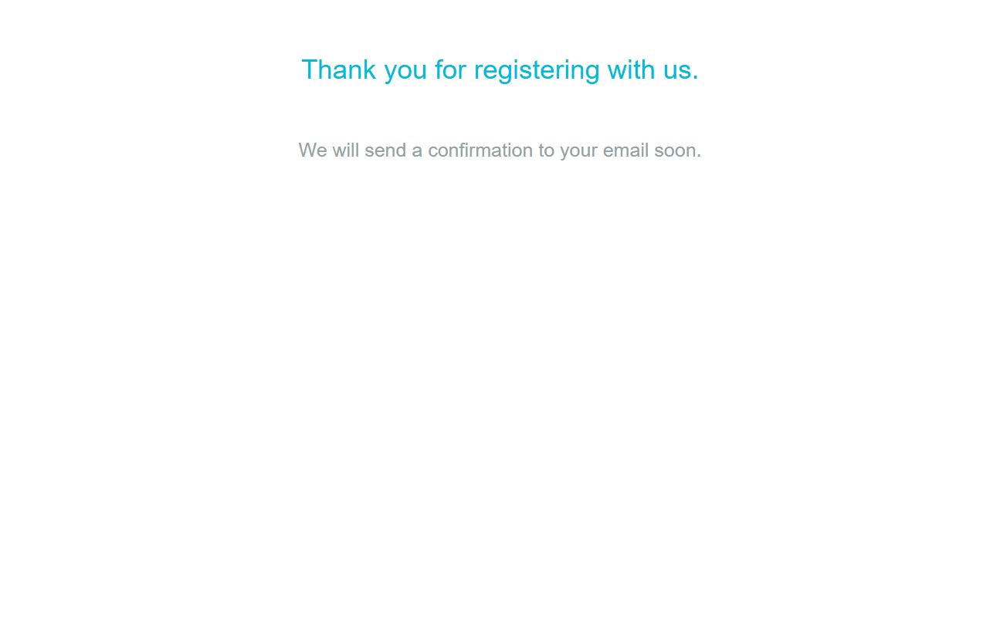 Thank you for registering with us.
We will send a confirmation to your email soon.